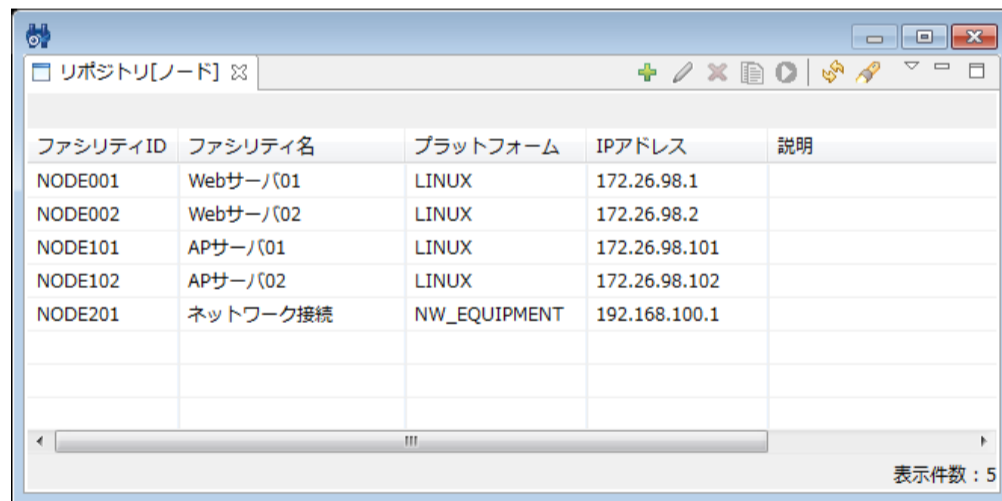 リポジトリ[ノード]
ファシリティID ファシリティ名 プラットフォーム IPアドレス 説明
NODE001 Webサーバ01 LINUX 172.26.98.1
NODE002 Webサーバ02 LINUX 172.26.98.2
NODE101 APサーバ01 LINUX 172.26.98.101
NODE102 APサーバ02 LINUX 172.26.98.102
NODE201 ネットワーク接続 NW_EQUIPMENT 192.168.100.1
表示件数：5